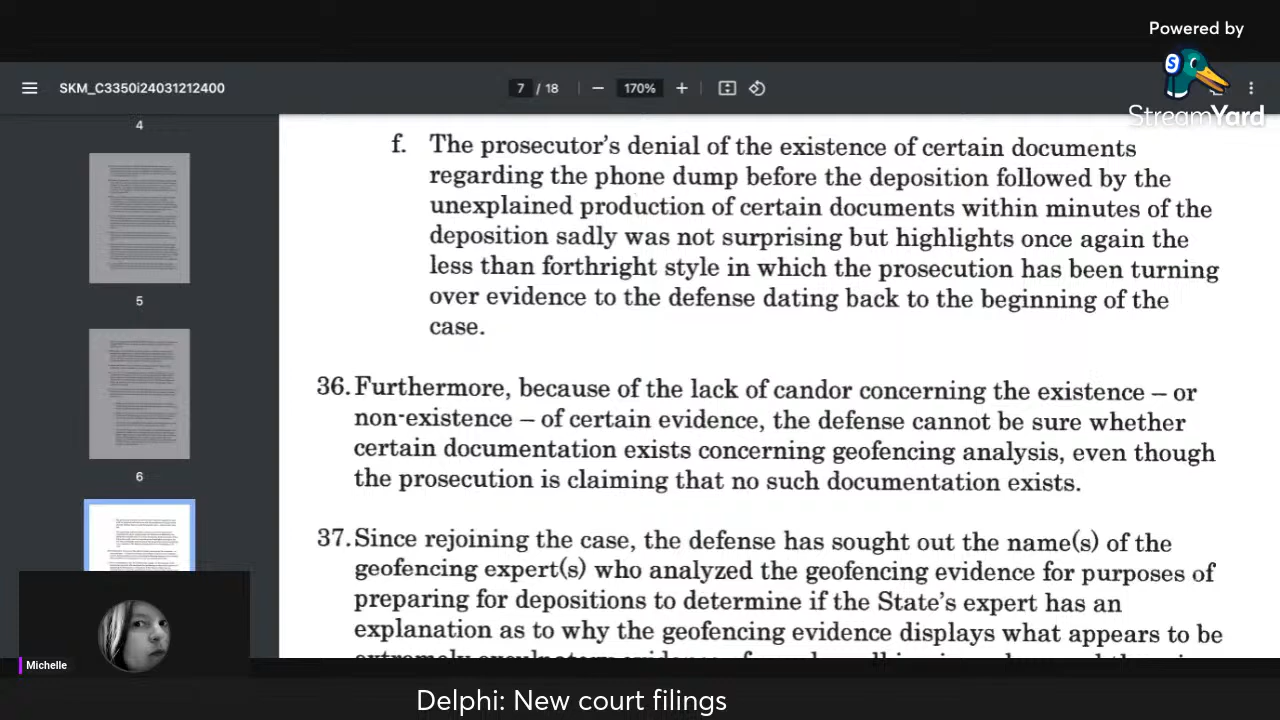 Powered by
StreamYard
SKM_C3350i24031212400
7 / 18
170%
4
5
6
f. The prosecutor's denial of the existence of certain documents
regarding the phone dump before the deposition followed by the
unexplained production of certain documents within minutes of the
deposition sadly was not surprising but highlights once again the
less than forthright style in which the prosecution has been turning
over evidence to the defense dating back to the beginning of the
case.
36. Furthermore, because of the lack of candor concerning the existence – or
non-existence – of certain evidence, the defense cannot be sure whether
certain documentation exists concerning geofencing analysis, even though
the prosecution is claiming that no such documentation exists.
37. Since rejoining the case, the defense has sought out the name(s) of the
geofencing expert(s) who analyzed the geofencing evidence for purposes of
preparing for depositions to determine if the State's expert has an
explanation as to why the geofencing evidence displays what appears to be
Michelle
Delphi: New court filings